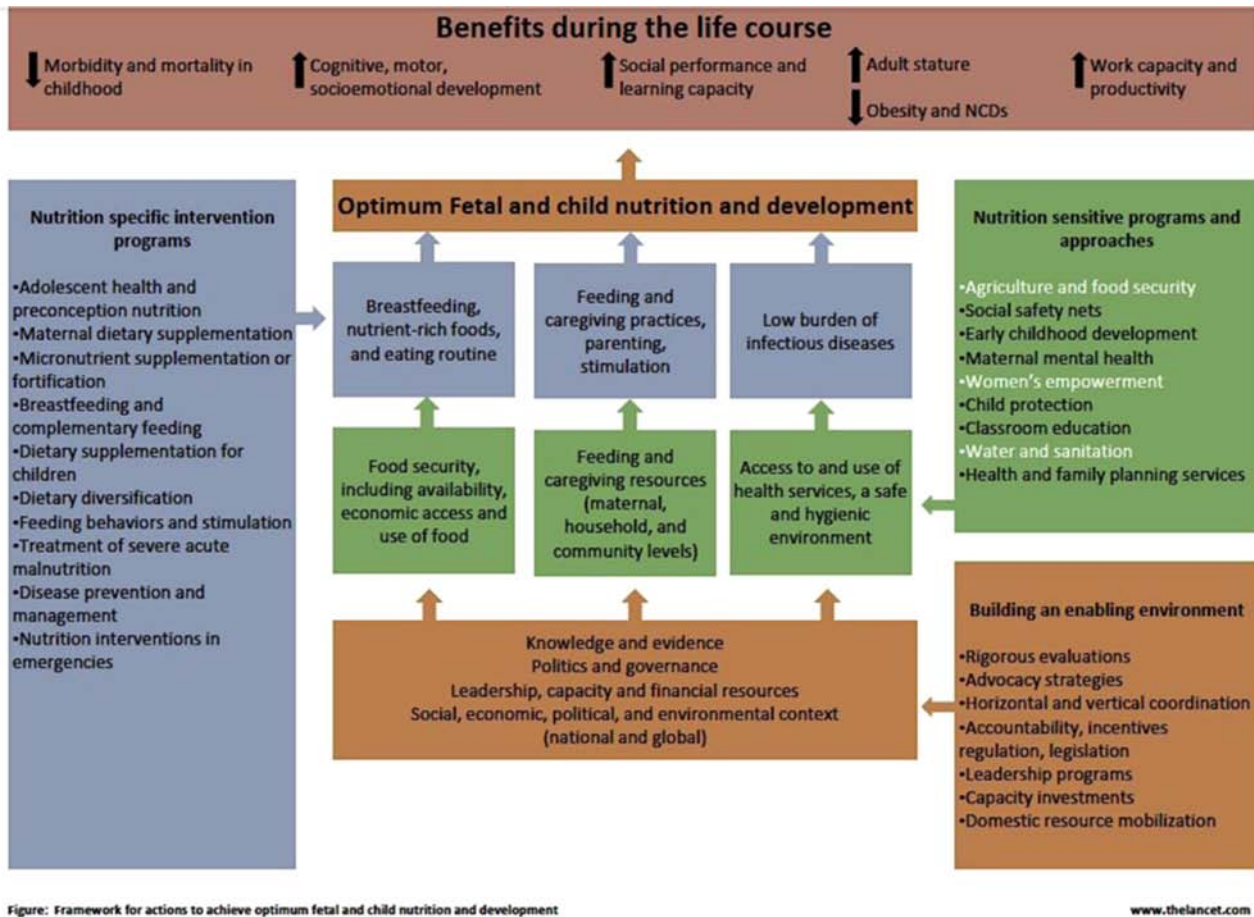 Benefits during the life course
Morbidity and mortality in
childhood
Cognitive, motor,
socioemotional development
Social performance and
learning capacity
Adult stature
Obesity and NCDs
Work capacity and
productivity
Nutrition specific intervention
programs
•Adolescent health and
preconception nutrition
•Maternal dietary supplementation
•Micronutrient supplementation or
fortification
•Breastfeeding and
complementary feeding
•Dietary supplementation for
children
•Dietary diversification
•Feeding behaviors and stimulation
•Treatment of severe acute
malnutrition
•Disease prevention and
management
•Nutrition interventions in
emergencies
Optimum Fetal and child nutrition and development
Breastfeeding,
nutrient-rich foods,
and eating routine
Feeding and
caregiving practices,
parenting,
stimulation
Low burden of
infectious diseases
Food security,
including availability,
economic access and
use of food
Feeding and
caregiving resources
(maternal,
household, and
community levels)
Access to and use of
health services, a safe
and hygienic
environment
Knowledge and evidence
Politics and governance
Leadership, capacity and financial resources
Social, economic, political, and environmental context
(national and global)
Nutrition sensitive programs and
approaches
•Agriculture and food security
•Social safety nets
•Early childhood development
•Maternal mental health
•Women's empowerment
•Child protection
•Classroom education
•Water and sanitation
•Health and family planning services
Building an enabling environment
•Rigorous evaluations
•Advocacy strategies
•Horizontal and vertical coordination
•Accountability, incentives
regulation, legislation
•Leadership programs
•Capacity investments
•Domestic resource mobilization
Figure: Framework for actions to achieve optimum fetal and child nutrition and development
www.thelancet.com